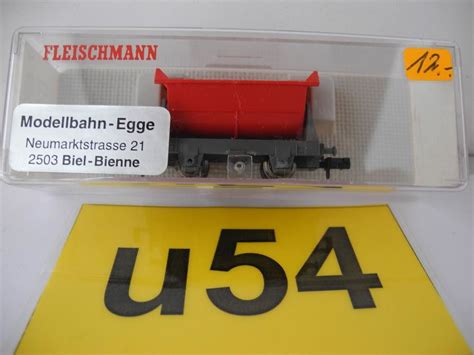 FLEISCHMANN
12.-
Modellbahn-Egge
Neumarktstrasse 21
2503 Biel-Bienne
u54